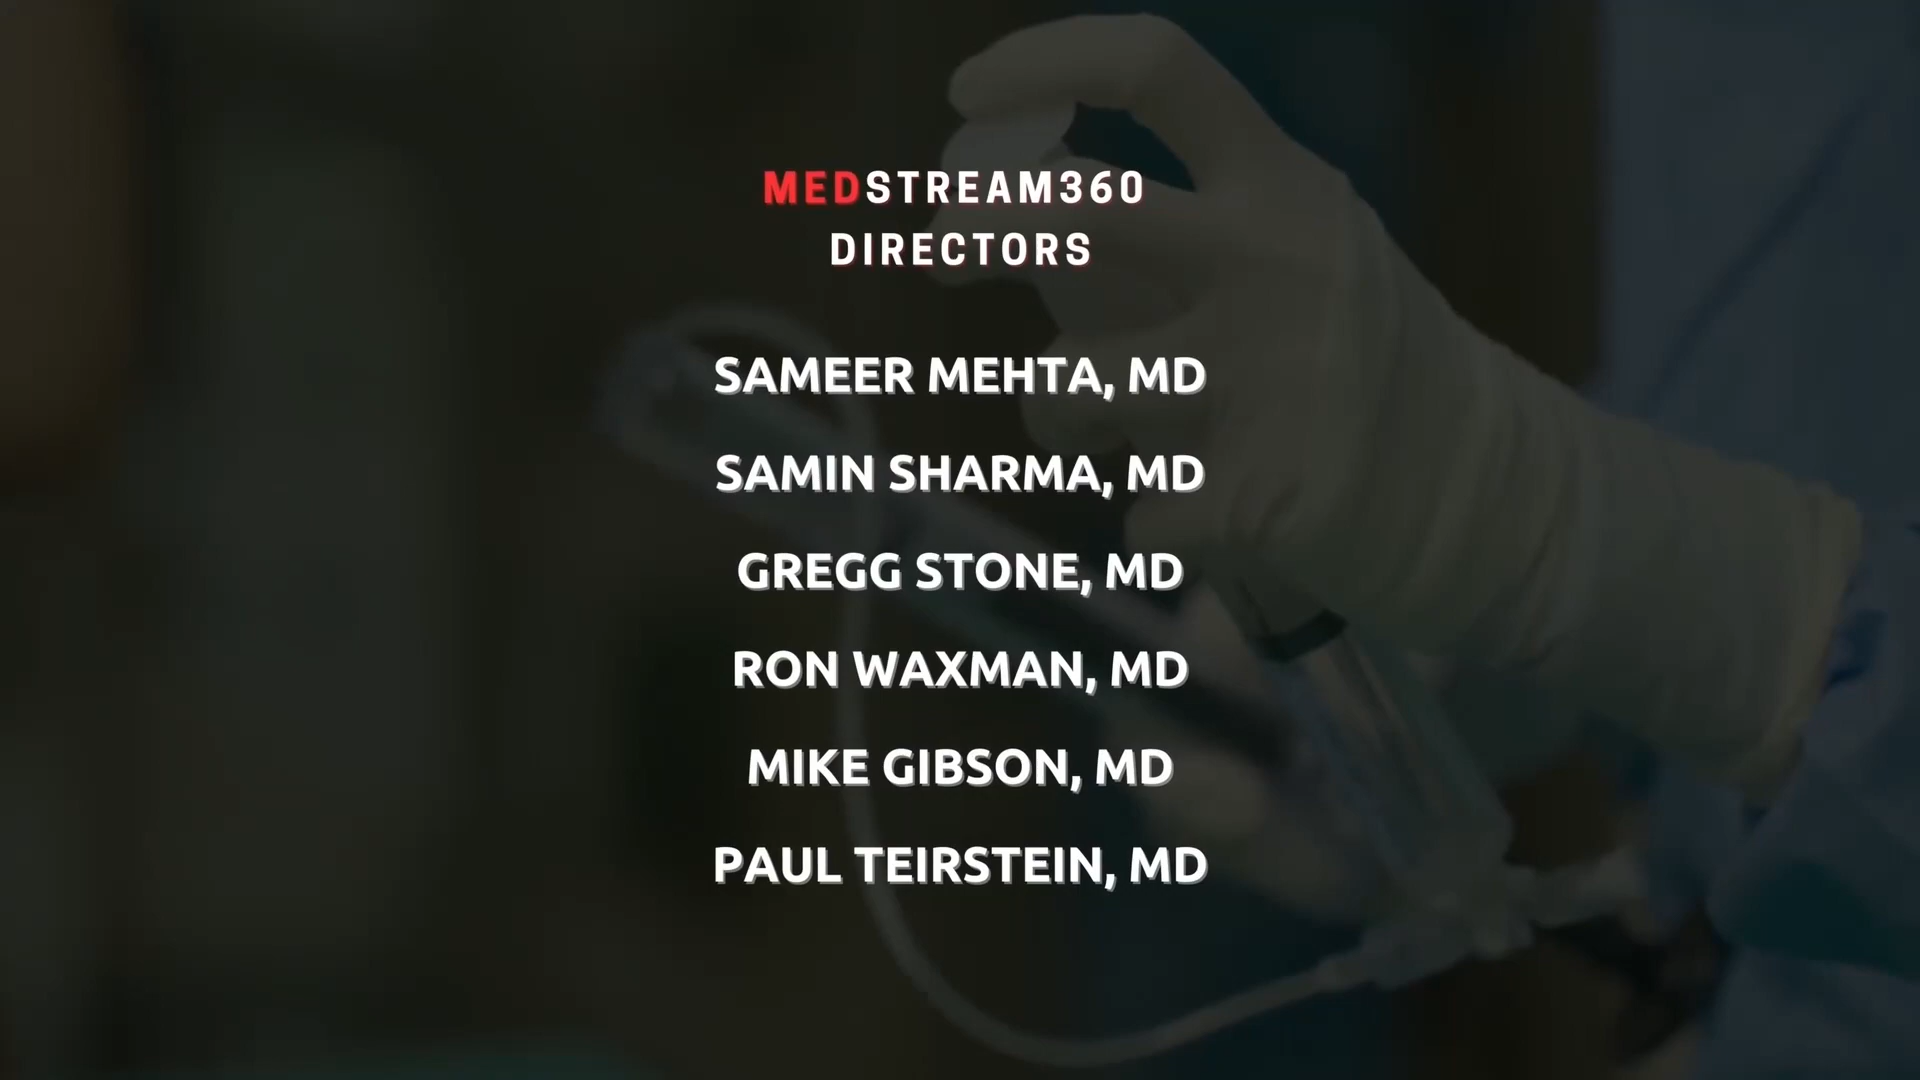 MEDSTREAM360
DIRECTORS
SAMEER MEHTA, MD
SAMIN SHARMA, MD
GREGG STONE, MD
RON WAXMAN, MD
MIKE GIBSON, MD
PAUL TEIRSTEIN, MD